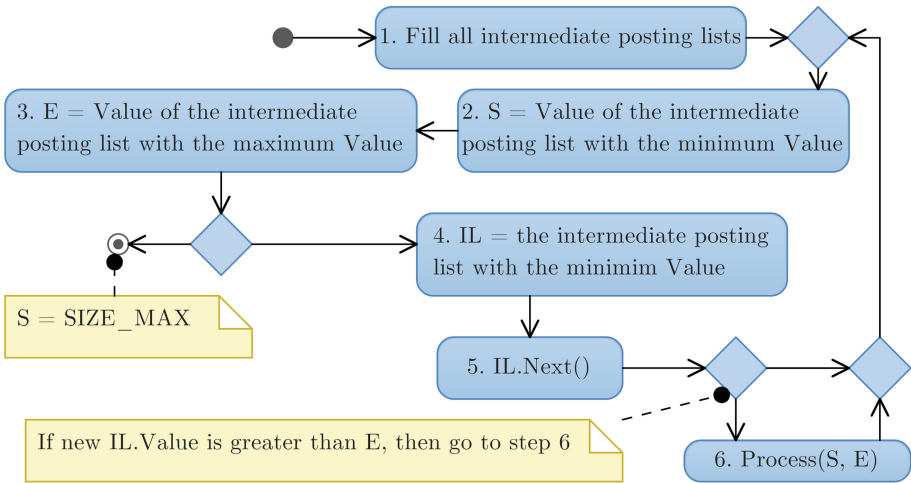 1. Fill all intermediate posting lists
3. E = Value of the intermediate
posting list with the maximum Value
2. S = Value of the intermediate
posting list with the minimum Value
4. IL = the intermediate posting
list with the minimim Value
S = SIZE_MAX
5. IL.Next()
If new IL.Value is greater than E, then go to step 6
6. Process(S, E)